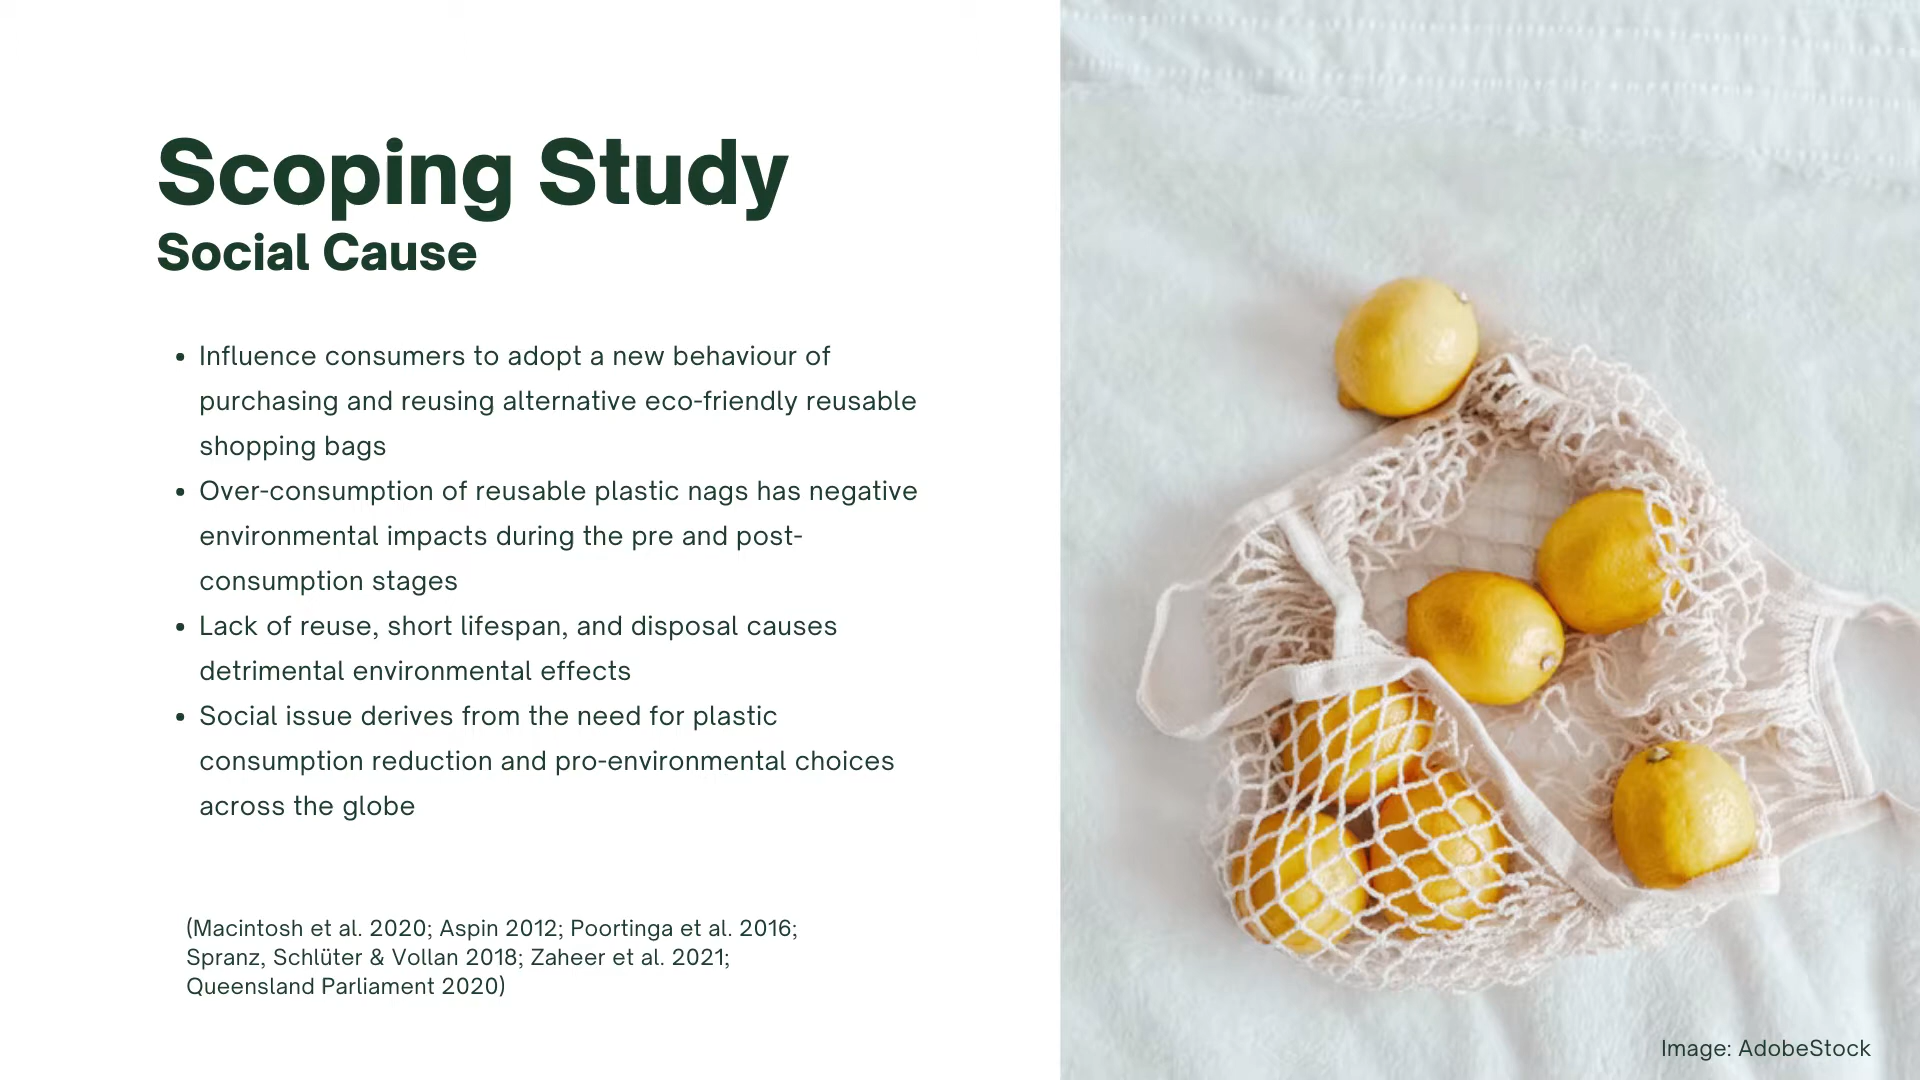 Scoping Study
Social Cause
• Influence consumers to adopt a new behaviour of
purchasing and reusing alternative eco-friendly reusable
shopping bags
• Over-consumption of reusable plastic nags has negative
environmental impacts during the pre and post-
consumption stages
• Lack of reuse, short lifespan, and disposal causes
detrimental environmental effects
• Social issue derives from the need for plastic
consumption reduction and pro-environmental choices
across the globe
(Macintosh et al. 2020; Aspin 2012; Poortinga et al. 2016;
Spranz, Schlüter & Vollan 2018; Zaheer et al. 2021;
Queensland Parliament 2020)
Image: AdobeStock